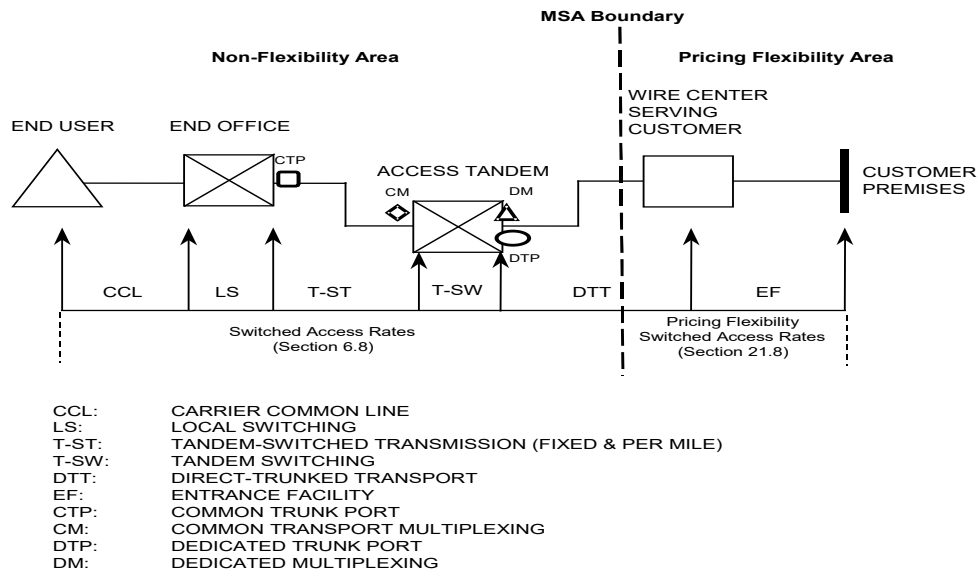 MSA Boundary
Non-Flexibility Area
Pricing Flexibility Area
END USER
END OFFICE
CTP
ACCESS TANDEM
CM
DM
DTP
WIRE CENTER
SERVING
CUSTOMER
CUSTOMER
PREMISES
CCL
LS
T-ST
T-SW
DTT
EF
Switched Access Rates
(Section 6.8)
Pricing Flexibility
Switched Access Rates
(Section 21.8)
CCL: CARRIER COMMON LINE
LS: LOCAL SWITCHING
T-ST: TANDEM-SWITCHED TRANSMISSION (FIXED & PER MILE)
T-SW: TANDEM SWITCHING
DTT: DIRECT-TRUNKED TRANSPORT
EF: ENTRANCE FACILITY
CTP: COMMON TRUNK PORT
CM: COMMON TRANSPORT MULTIPLEXING
DTP: DEDICATED TRUNK PORT
DM: DEDICATED MULTIPLEXING